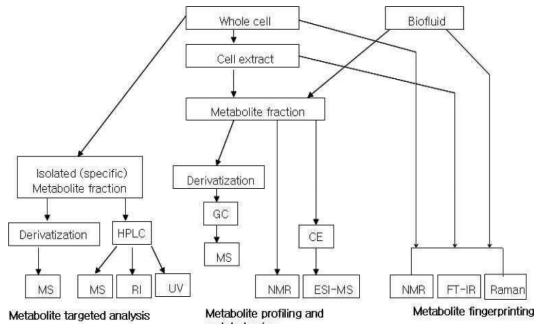 Whole cell
Biofluid
Cell extract
Metabolite fraction
Isolated (specific)
Metabolite fraction
Derivatization
Derivatization
HPLC
GC
CE
MS
MS
MS
RI
UV
NMR
ESI-MS
NMR
FT-IR
Raman
Metabolite targeted analysis
Metabolite profiling and
Metabolite fingerprinting